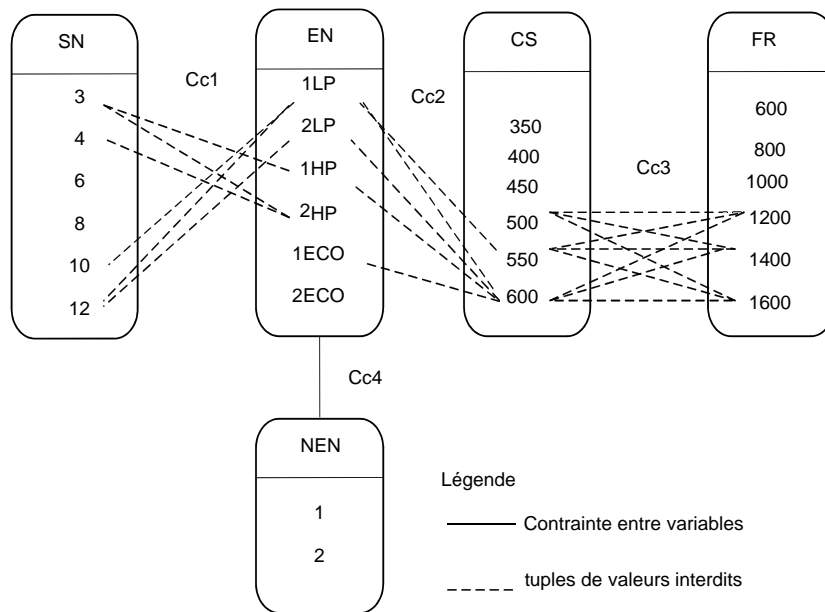 SN
3
4
6
8
10
12
Cc1
EN
1LP
2LP
1HP
2HP
1ECO
2ECO
Cc2
CS
350
400
450
500
550
600
Cc3
FR
600
800
1000
1200
1400
1600
Cc4
NEN
1
2
Légende
Contrainte entre variables
tuples de valeurs interdits